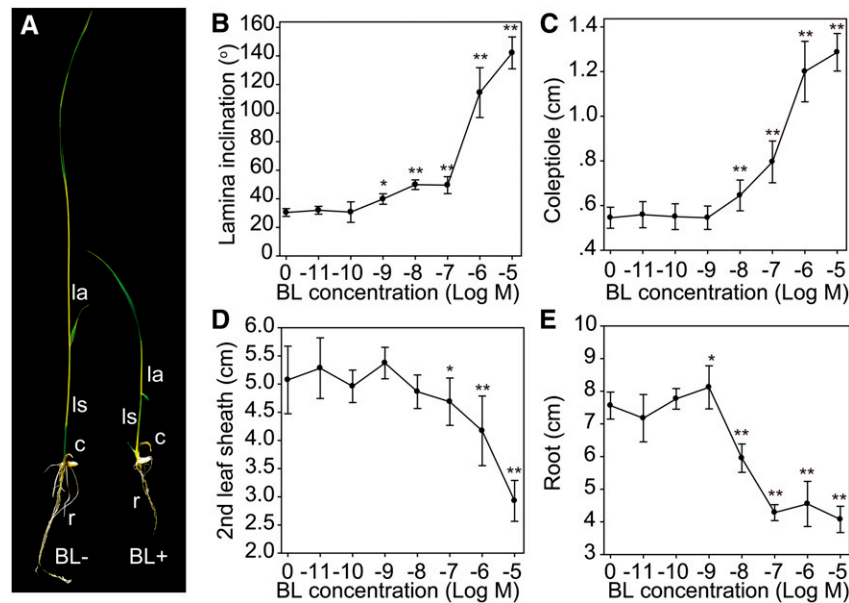 A
la
la
ls
ls
c
c
r
r
BL-
BL+
B
Lamina inclination (o)
160
140
120
100
80
60
40
20
0
*
**
**
**
**
0 -11 -10 -9 -8 -7 -6 -5
BL concentration (Log M)
C
Coleptiole (cm)
1.4
1.2
1.0
.8
.6
.4
**
**
**
**
0 -11 -10 -9 -8 -7 -6 -5
BL concentration (Log M)
D
2nd leaf sheath (cm)
6.0
5.5
5.0
4.5
4.0
3.5
3.0
2.5
2.0
*
**
**
0 -11 -10 -9 -8 -7 -6 -5
BL concentration (Log M)
E
Root (cm)
10
9
8
7
6
5
4
3
*
**
**
**
**
0 -11 -10 -9 -8 -7 -6 -5
BL concentration (Log M)